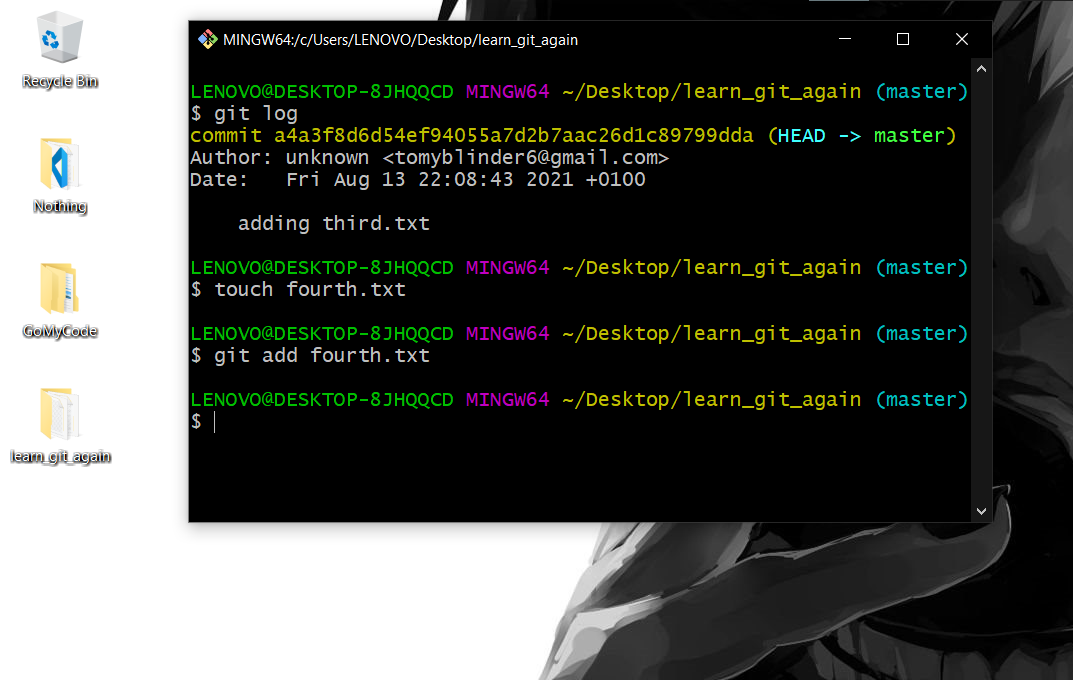 Recycle Bin
Nothing
GoMyCode
learn_git_again
MINGW64:/c/Users/LENOVO/Desktop/learn_git_again
LENOVO@DESKTOP-8JHQQCD MINGW64 ~/Desktop/learn_git_again (master)
$ git log
commit a4a3f8d6d54ef94055a7d2b7aac26d1c89799dda (HEAD -> master)
Author: unknown <tomyblinder6@gmail.com>
Date:   Fri Aug 13 22:08:43 2021 +0100
    adding third.txt
LENOVO@DESKTOP-8JHQQCD MINGW64 ~/Desktop/learn_git_again (master)
$ touch fourth.txt
LENOVO@DESKTOP-8JHQQCD MINGW64 ~/Desktop/learn_git_again (master)
$ git add fourth.txt
LENOVO@DESKTOP-8JHQQCD MINGW64 ~/Desktop/learn_git_again (master)
$